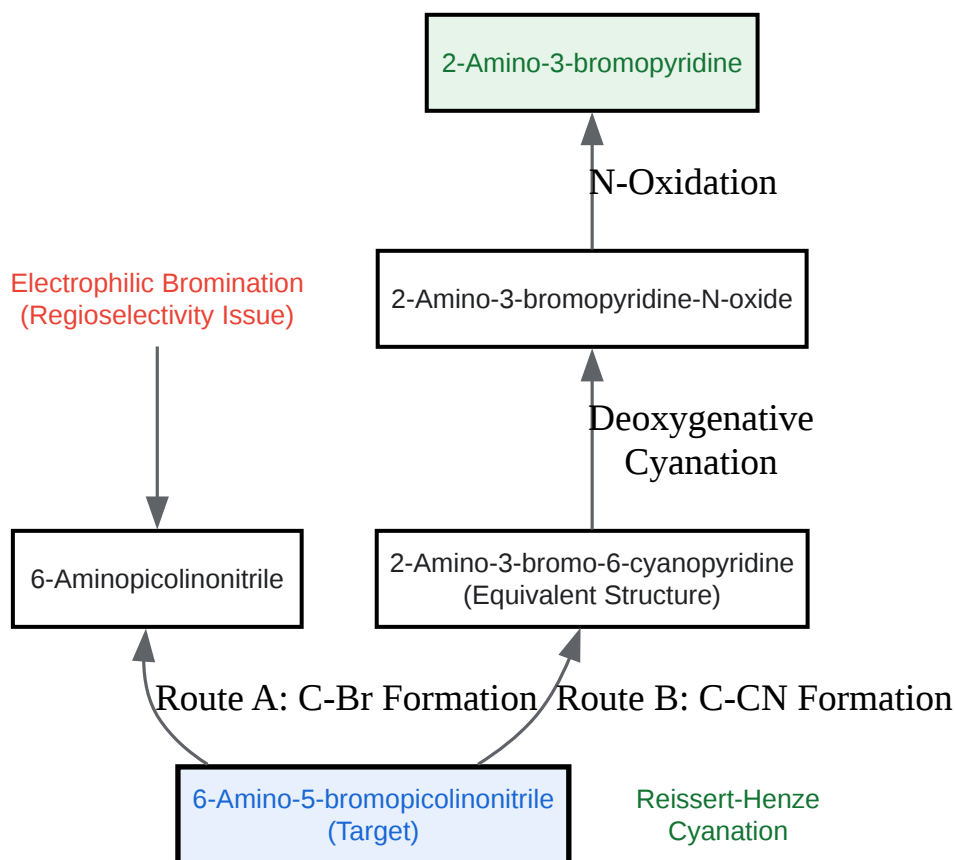 2-Amino-3-bromopyridine
N-Oxidation
Electrophilic Bromination
(Regioselectivity Issue)
2-Amino-3-bromopyridine-N-oxide
Deoxygenative
Cyanation
6-Aminopicolinonitrile
2-Amino-3-bromo-6-cyanopyridine
(Equivalent Structure)
Route A: C-Br Formation
Route B: C-CN Formation
6-Amino-5-bromopicolinonitrile
(Target)
Reissert-Henze
Cyanation